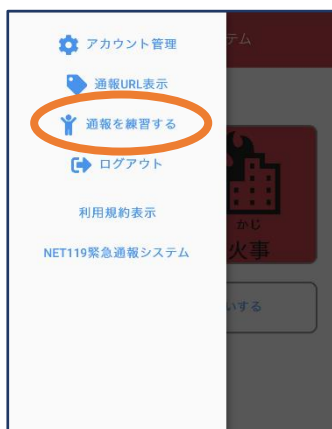 アカウント管理
通報URL表示
通報を練習する
ログアウト
利用規約表示
NET119緊急通報システム
テム
かじ
火事
いする